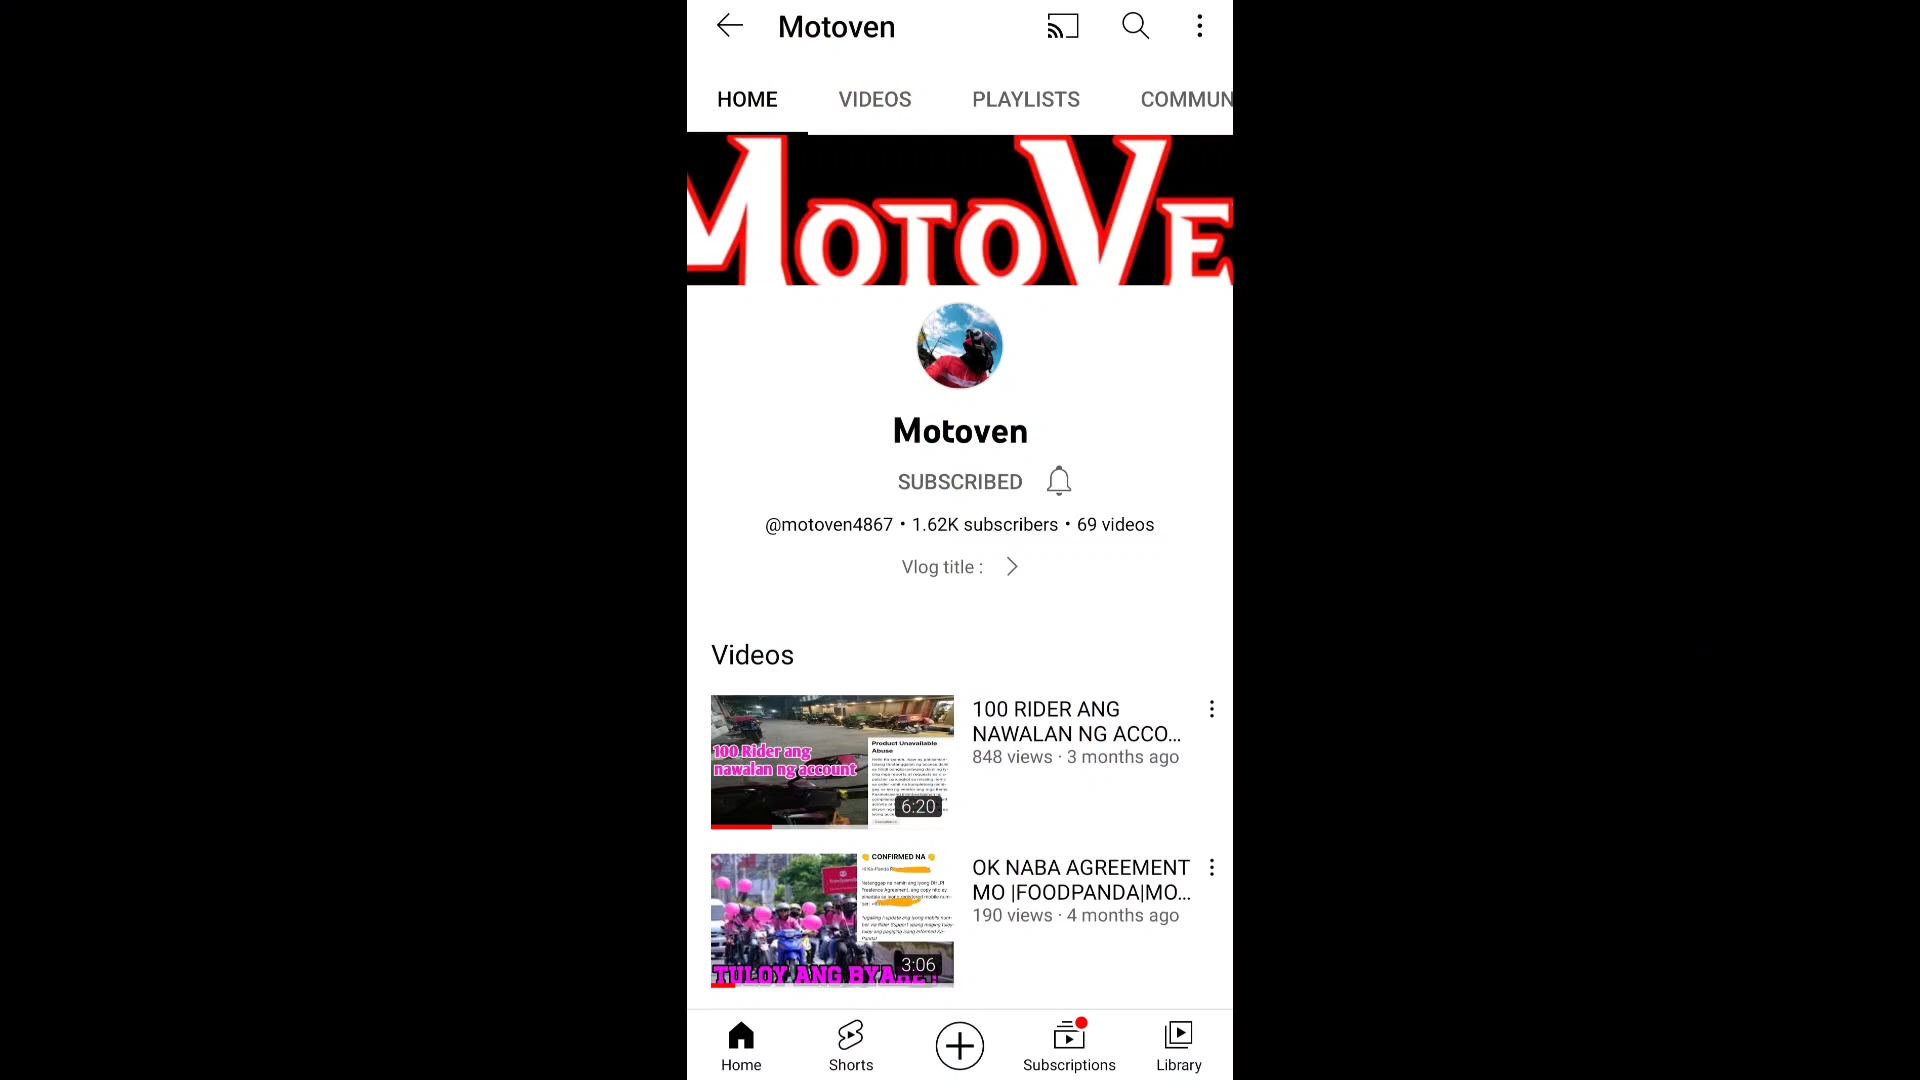 Motoven
HOME VIDEOS PLAYLISTS COMMUN
MOTOVE
Motoven
SUBSCRIBED
@motoven4867 • 1.62K subscribers • 69 videos
Vlog title :
Videos
100 Rider ang
nawalan ng account
Product Unavailable
Abuse
6:20
100 RIDER ANG
NAWALAN NG ACCO...
848 views · 3 months ago
CONFIRMED NA
3:06
TULOY ANG
OK NABA AGREEMENT
MO |FOODPANDA|MO...
190 views · 4 months ago
Home Shorts Subscriptions Library